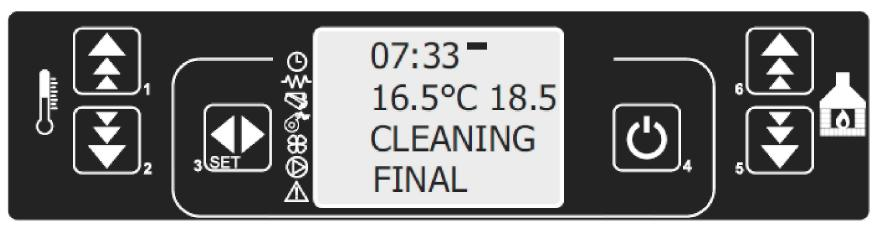 07:33
16.5°C 18.5
CLEANING
FINAL
1
2
3 SET
4
6
5